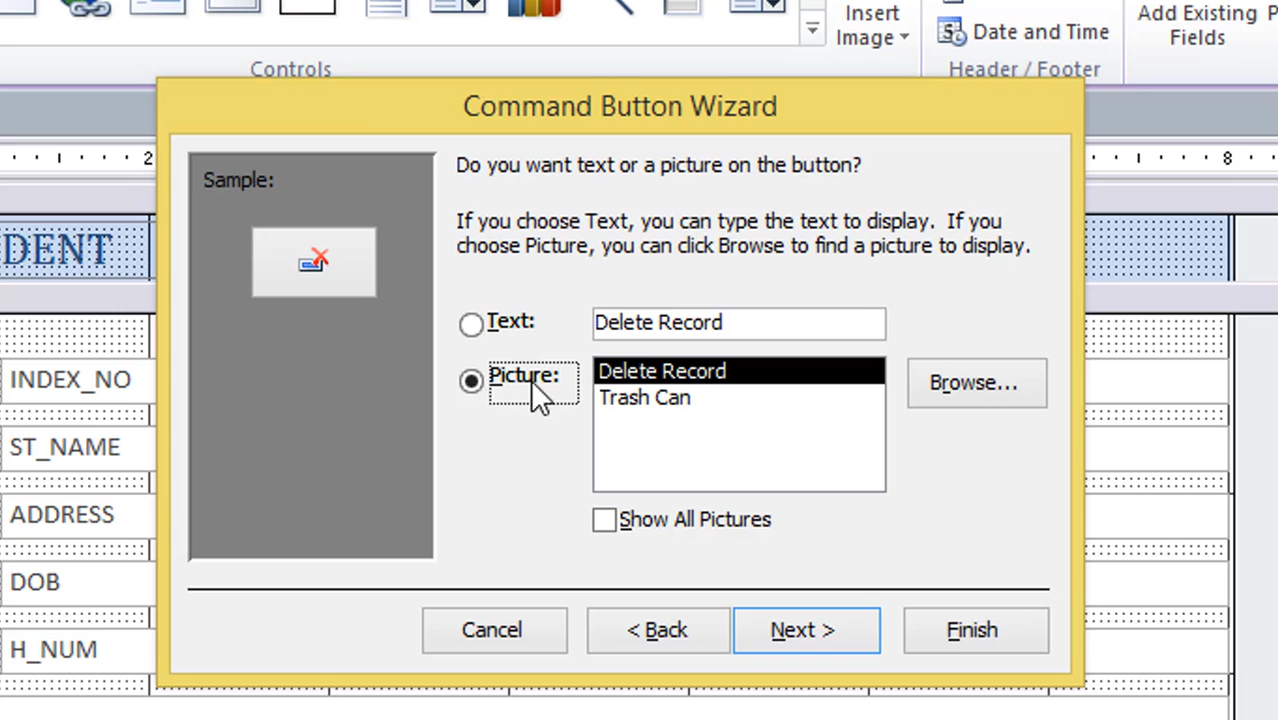 Insert
Image
Date and Time
Add Existing
Fields
Controls
Header / Footer
Command Button Wizard
2
8
Sample:
Do you want text or a picture on the button?
If you choose Text, you can type the text to display. If you
choose Picture, you can click Browse to find a picture to display.
DENT
Text:
Delete Record
Picture:
Delete Record
Trash Can
Browse...
Show All Pictures
INDEX_NO
ST_NAME
ADDRESS
DOB
H_NUM
Cancel
< Back
Next >
Finish